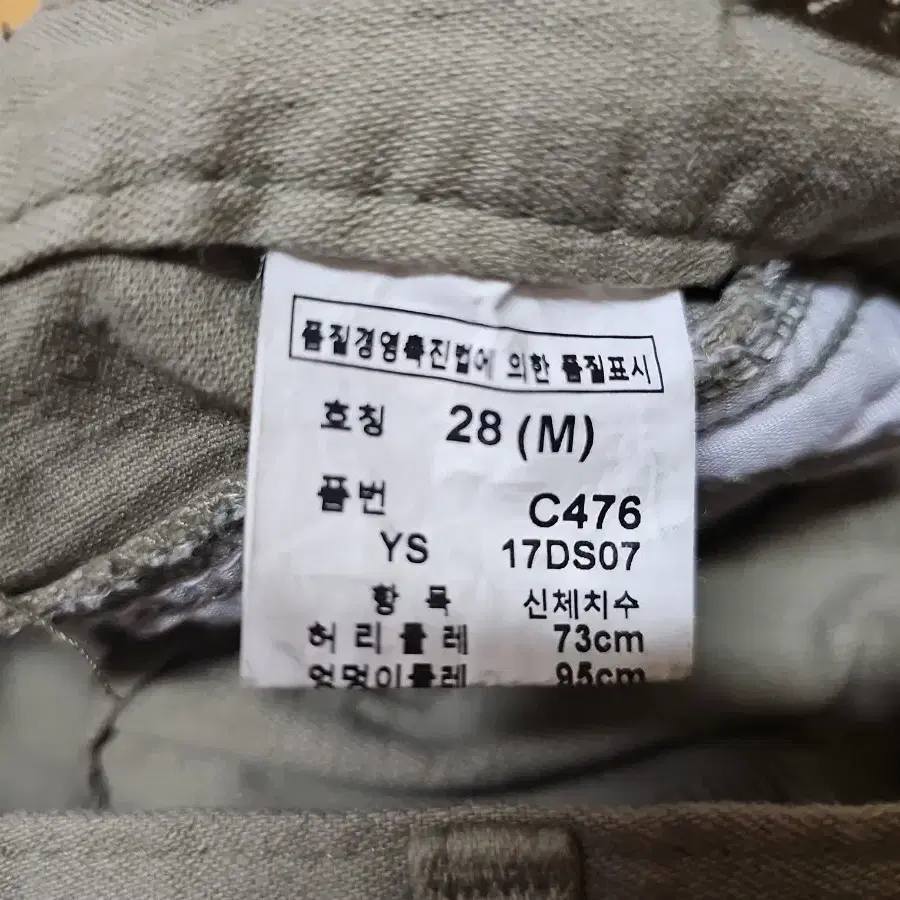 품질경영촉진법에 의한 품질표시
호칭 28 (M)
품번 C476
YS 17DS07
항목 신체치수
허리둘레 73cm
엉덩이둘레 95cm